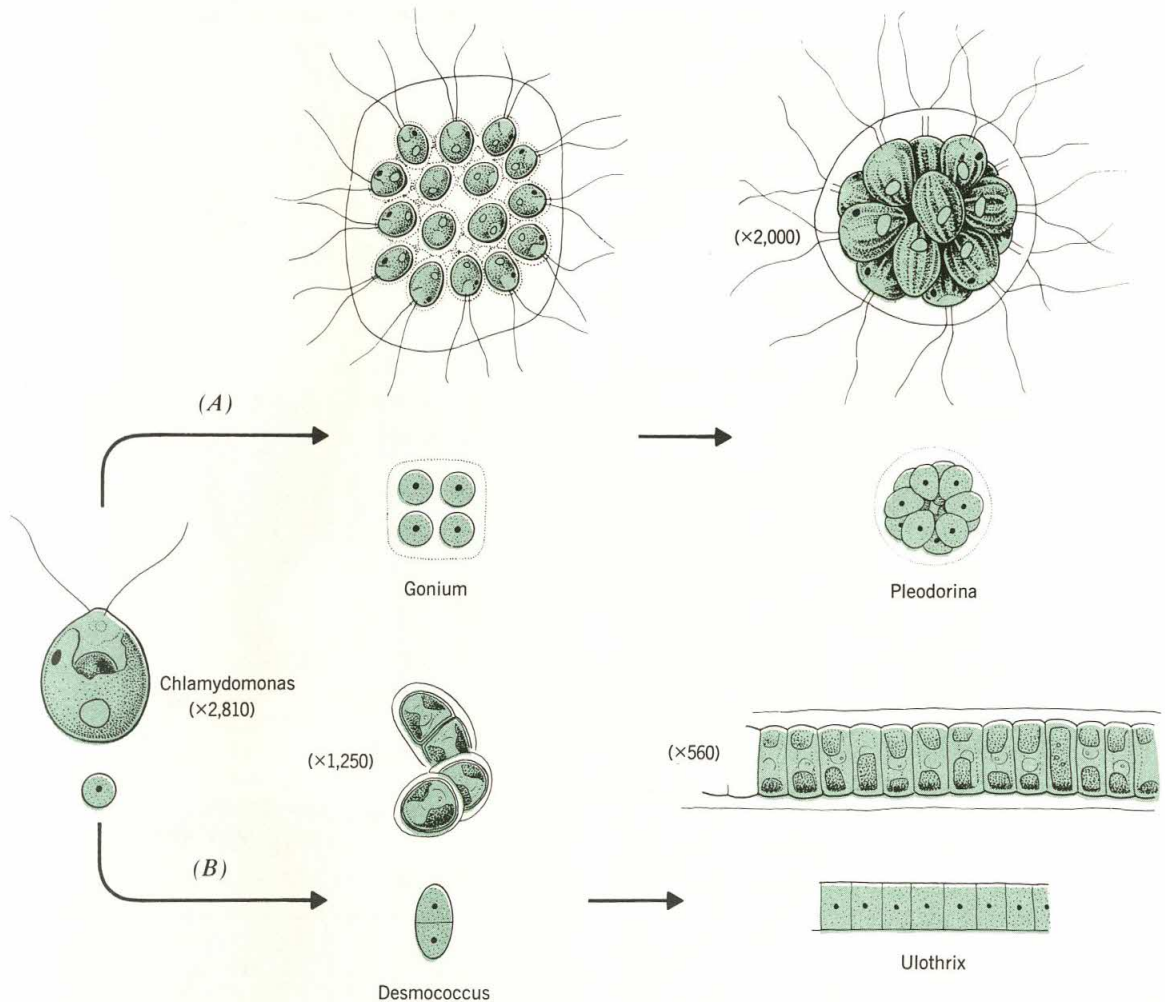 (×2,000)
(A)
Gonium
Pleodorina
Chlamydomonas
(×2,810)
(×1,250)
(×560)
(B)
Desmococcus
Ulothrix